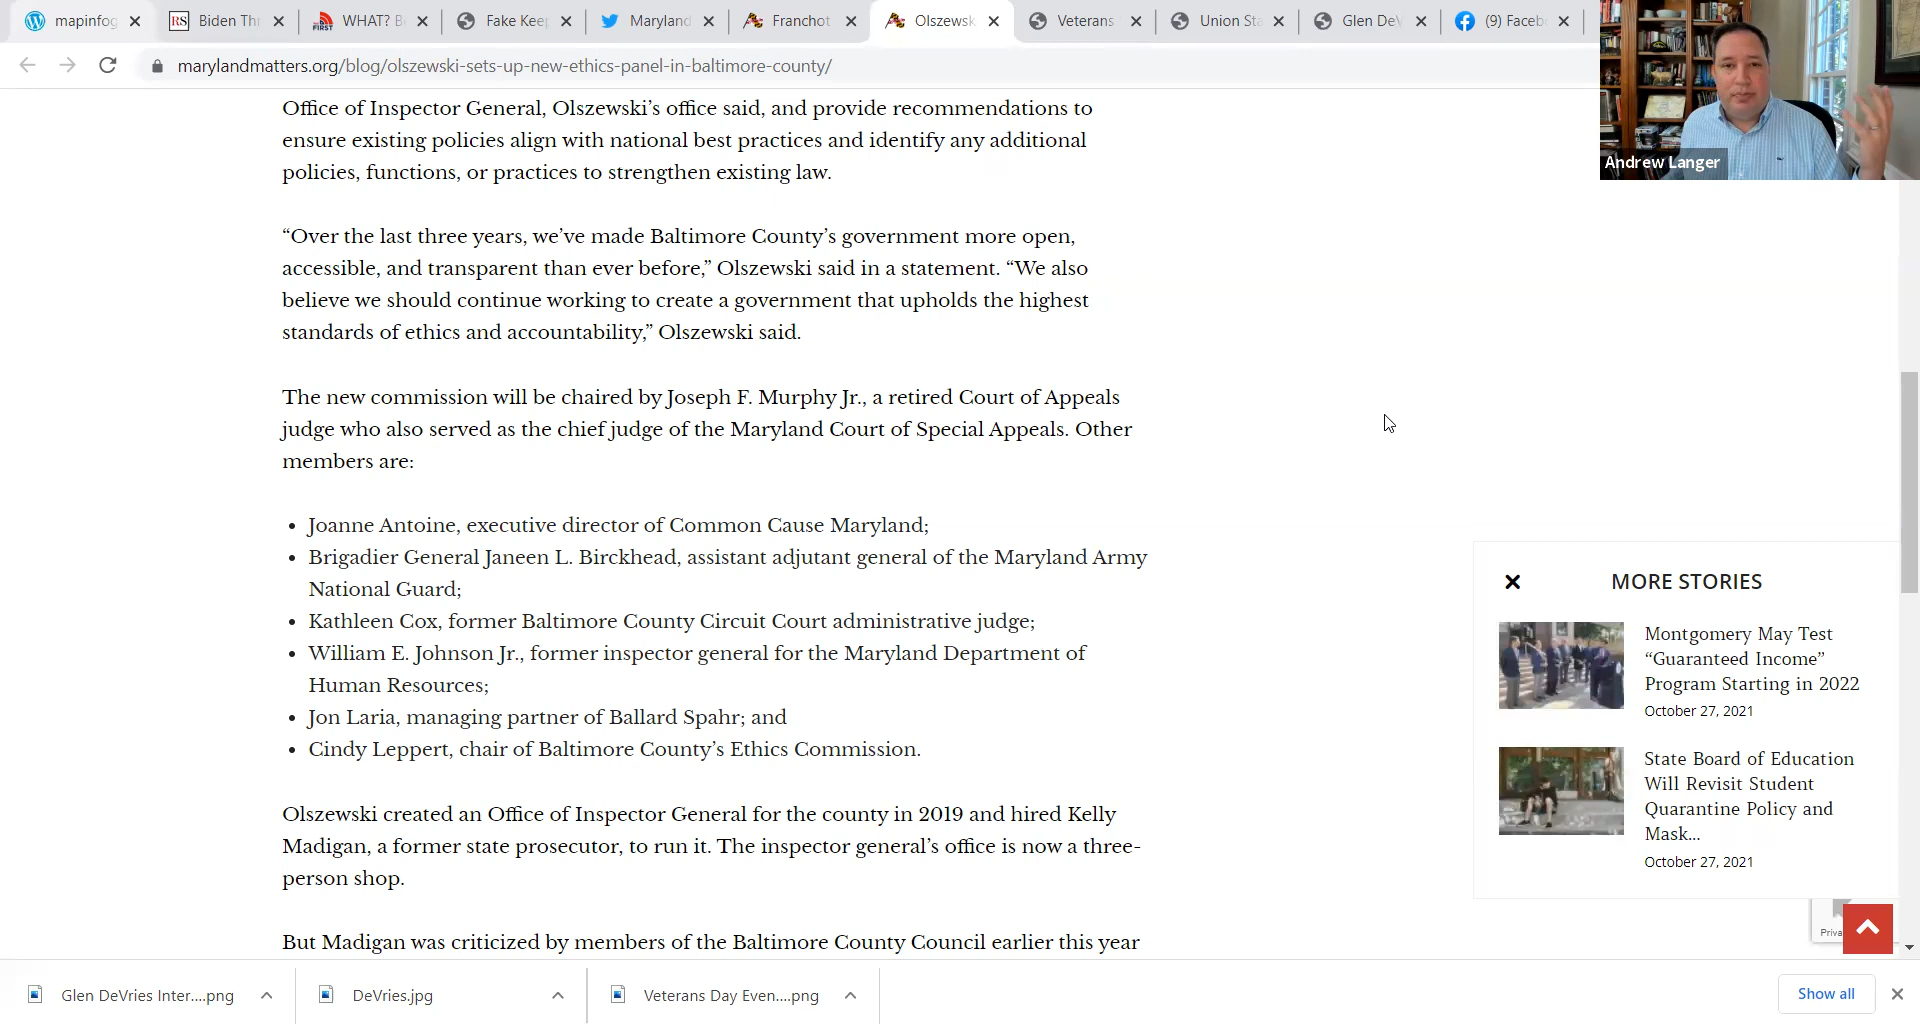 mapinfog
Biden Thr
WHAT? B
Fake Keep
Maryland
Franchot
Olszewsk
Veterans
Union Sta
Glen DeV
(9) Facebo
marylandmatters.org/blog/olszewski-sets-up-new-ethics-panel-in-baltimore-county/
Andrew Langer
Office of Inspector General, Olszewski’s office said, and provide recommendations to
ensure existing policies align with national best practices and identify any additional
policies, functions, or practices to strengthen existing law.
“Over the last three years, we’ve made Baltimore County’s government more open,
accessible, and transparent than ever before,” Olszewski said in a statement. “We also
believe we should continue working to create a government that upholds the highest
standards of ethics and accountability,” Olszewski said.
The new commission will be chaired by Joseph F. Murphy Jr., a retired Court of Appeals
judge who also served as the chief judge of the Maryland Court of Special Appeals. Other
members are:
• Joanne Antoine, executive director of Common Cause Maryland;
• Brigadier General Janeen L. Birckhead, assistant adjutant general of the Maryland Army
National Guard;
• Kathleen Cox, former Baltimore County Circuit Court administrative judge;
• William E. Johnson Jr., former inspector general for the Maryland Department of
Human Resources;
• Jon Laria, managing partner of Ballard Spahr; and
• Cindy Leppert, chair of Baltimore County’s Ethics Commission.
Olszewski created an Office of Inspector General for the county in 2019 and hired Kelly
Madigan, a former state prosecutor, to run it. The inspector general’s office is now a three-
person shop.
But Madigan was criticized by members of the Baltimore County Council earlier this year
MORE STORIES
Montgomery May Test
“Guaranteed Income”
Program Starting in 2022
October 27, 2021
State Board of Education
Will Revisit Student
Quarantine Policy and
Mask...
October 27, 2021
Priva
Glen DeVries Inter....png
DeVries.jpg
Veterans Day Even....png
Show all